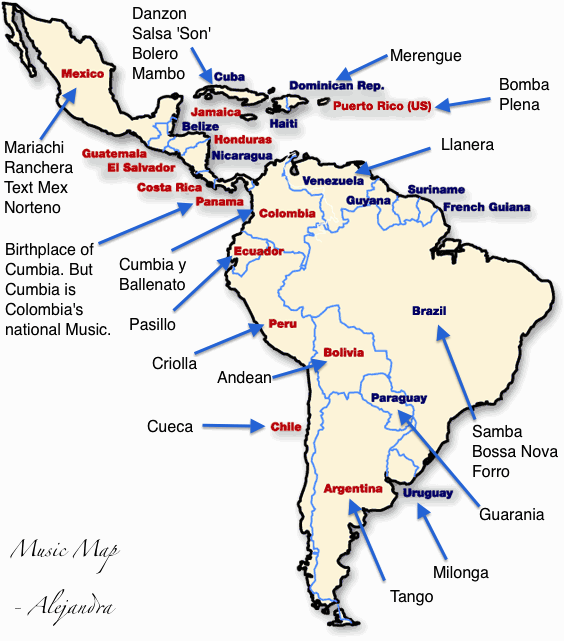 Danzon
Salsa 'Son'
Bolero
Mambo
Merengue
Mexico
Cuba
Dominican Rep.
Bomba
Plena
Puerto Rico (US)
Jamaica
Haiti
Belize
Honduras
Mariachi
Ranchera
Text Mex
Norteno
Guatemala
El Salvador
Nicaragua
Llanera
Costa Rica
Panama
Venezuela
Guyana
Suriname
French Guiana
Colombia
Birthplace of
Cumbia. But
Cumbia is
Colombia's
national Music.
Cumbia y
Ballenato
Ecuador
Pasillo
Peru
Brazil
Criolla
Bolivia
Andean
Paraguay
Cueca
Chile
Samba
Bossa Nova
Forro
Argentina
Uruguay
Guarania
Milonga
Tango
Music Map
- Alejandra